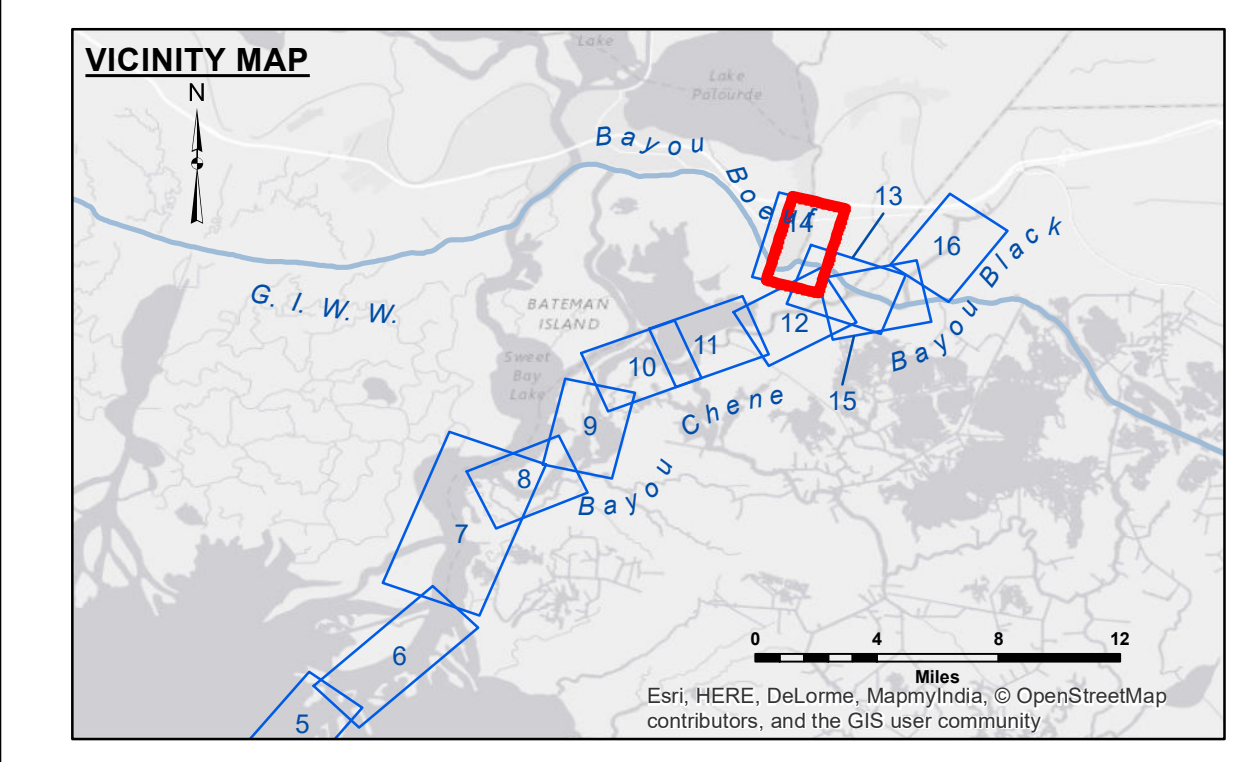 VICINITY MAP
N
Lake
Lake
Palourde
Bayou
Boeuf
13
14
16
Bayou Black
G. I. W. W.
BATEMAN
ISLAND
12
11
10
Sweet
Bay
Lake
15
Bayou Chene
9
8
7
6
5
0 4 8 12
Miles
Esri, HERE, DeLorme, MapmyIndia, © OpenStreetMap
contributors, and the GIS user community